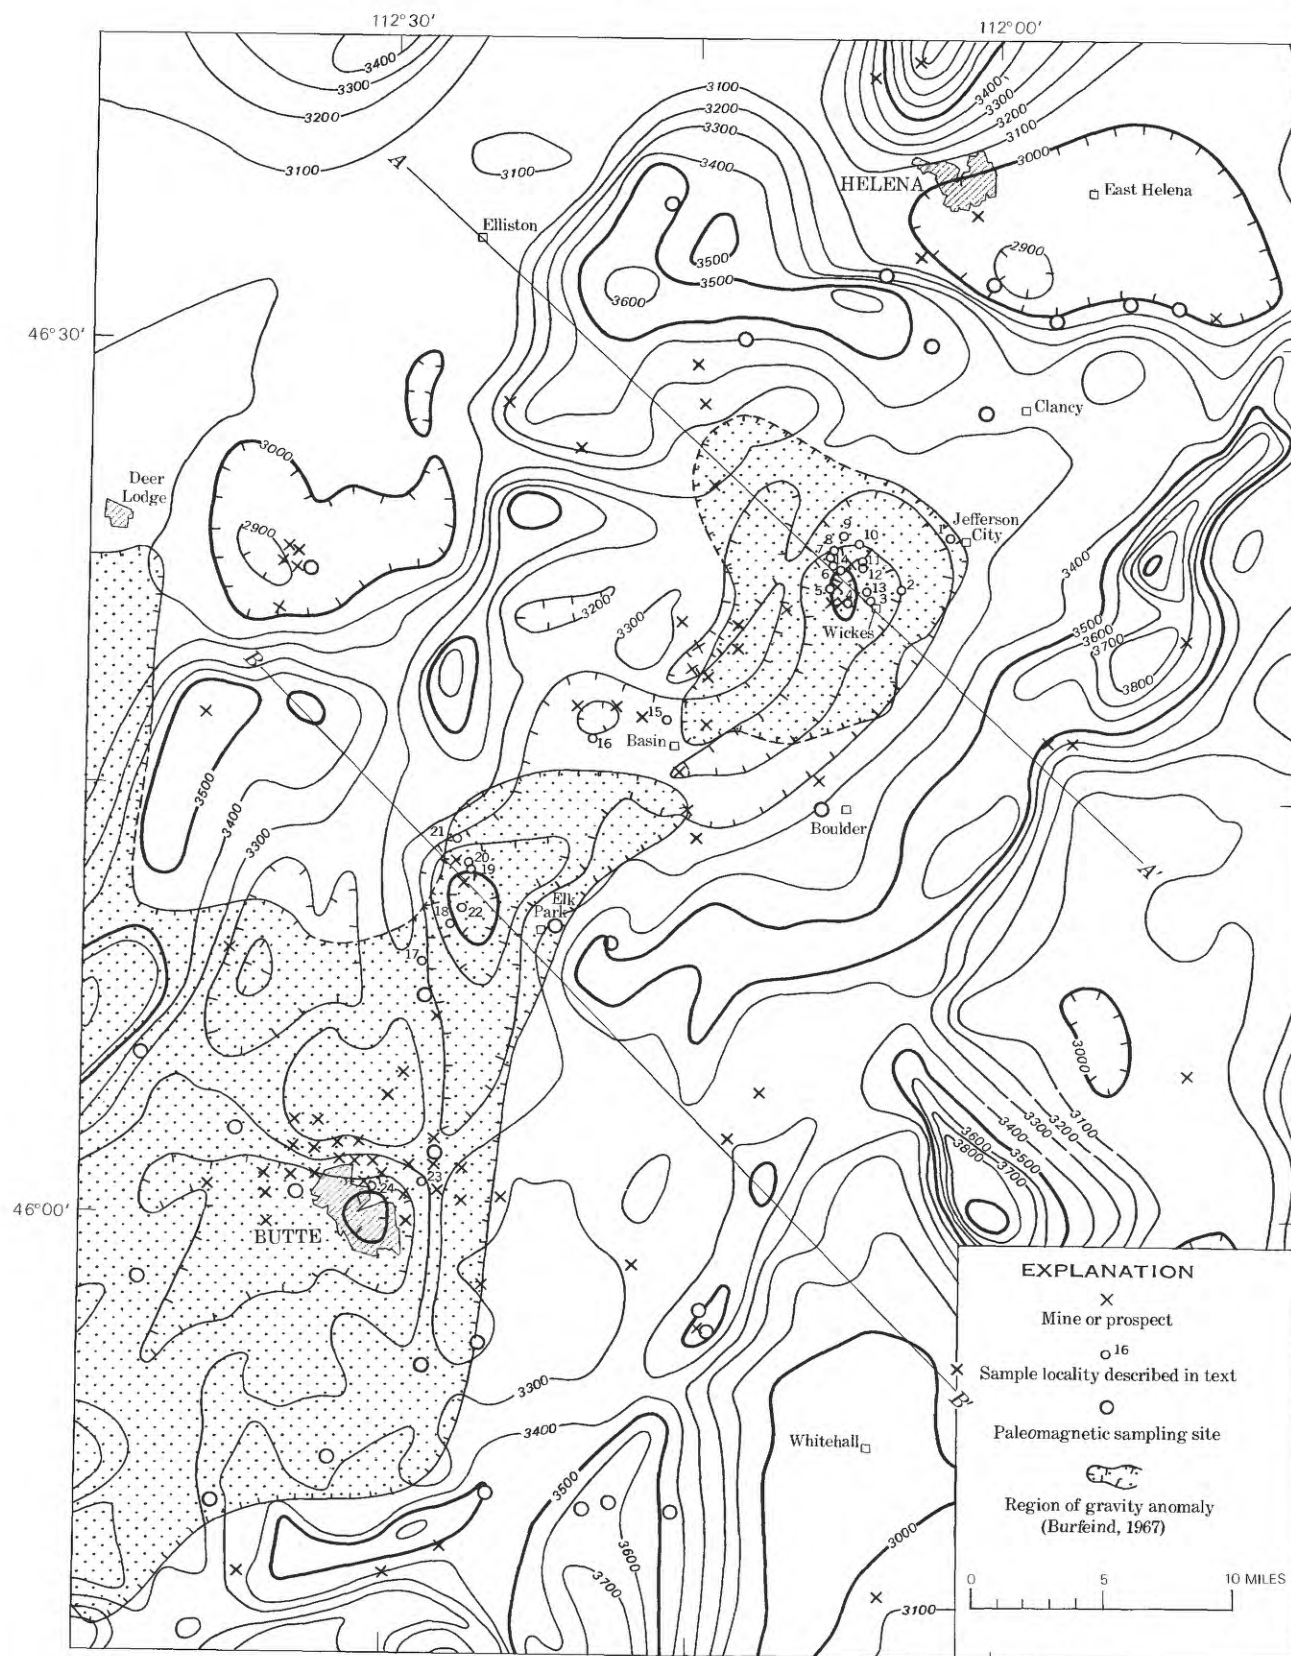 112°30'
112°00'
3400
3300
3200
3100
3100
3200
3300
3400
3400
3300
3200
3100
3000
A
3100
HELENA
East Helena
Elliston
3500
3500
3600
2900
46°30'
Clancy
3000
Deer
Lodge
2900
Jefferson
City
1
9
10
8
7
14
11
6
12
5
13
2
4
3
Wickes
3400
3500
3600
3700
3800
3200
3300
B
15
16
Basin
3500
3400
3300
Boulder
A'
21
20
19
Elk
Park
18
22
17
3000
3100
3200
3300
3400
3500
3600
3700
3800
23
24
46°00'
BUTTE
3300
3400
3500
3600
3700
Whitehall
B'
3000
3100
EXPLANATION
Mine or prospect
16
Sample locality described in text
Paleomagnetic sampling site
Region of gravity anomaly
(Burfeind, 1967)
0 5 10 MILES